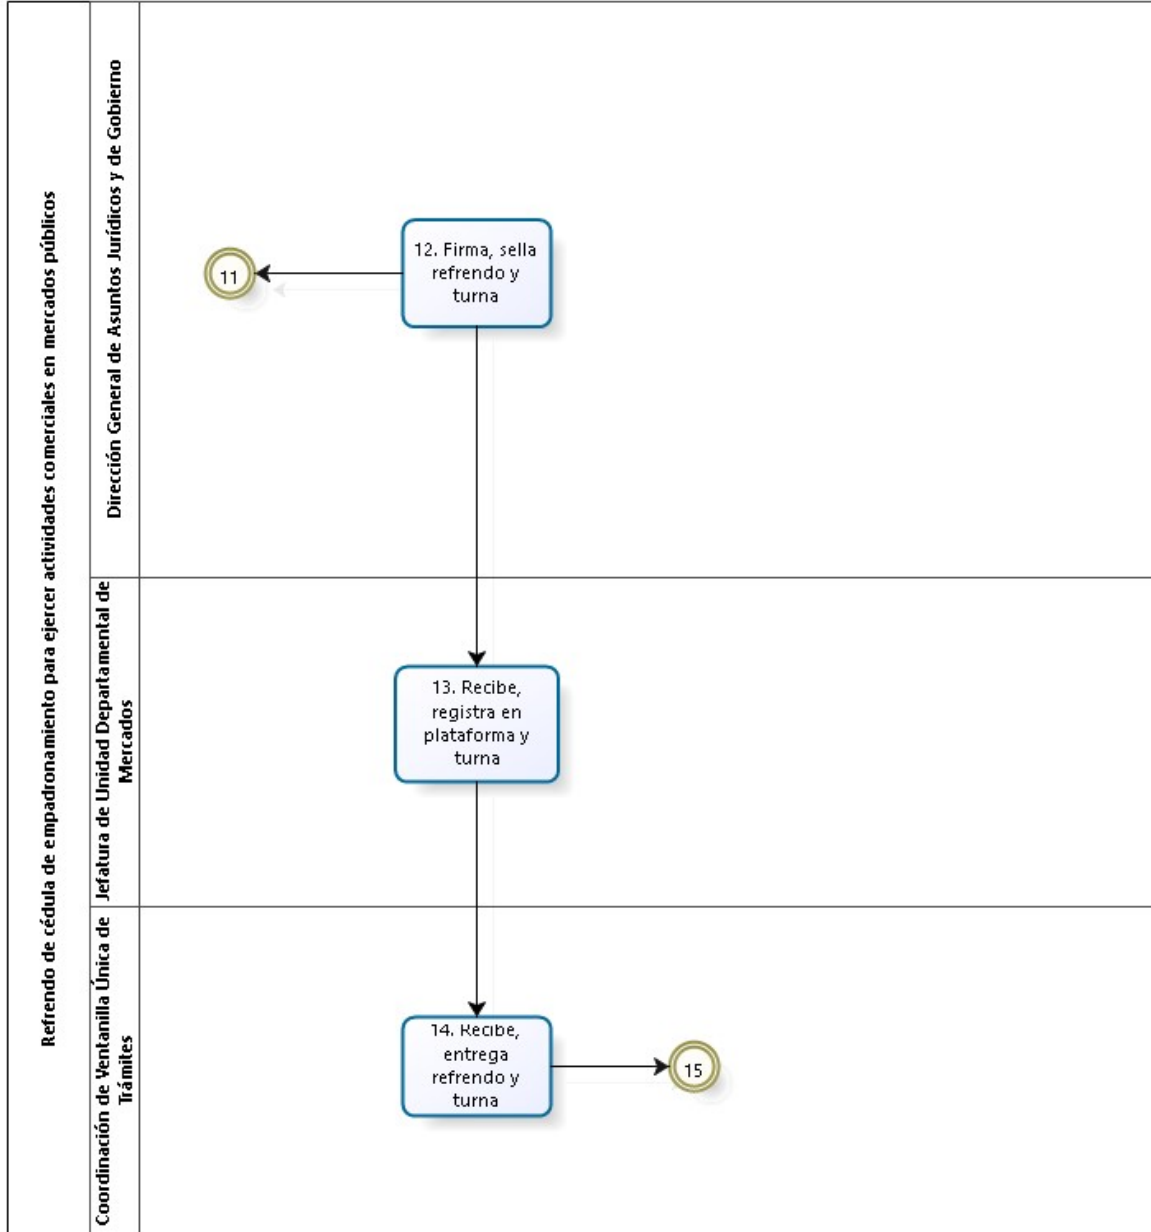 Refrendo de cédula de empadronamiento para ejercer actividades comerciales en mercados públicos
Dirección General de Asuntos Jurídicos y de Gobierno
11
12. Firma, sella
refrendo y
turna
Jefatura de Unidad Departamental de
Mercados
13. Recibe,
registra en
plataforma y
turna
Coordinación de Ventanilla Única de
Trámites
14. Recibe,
entrega
refrendo y
turna
15